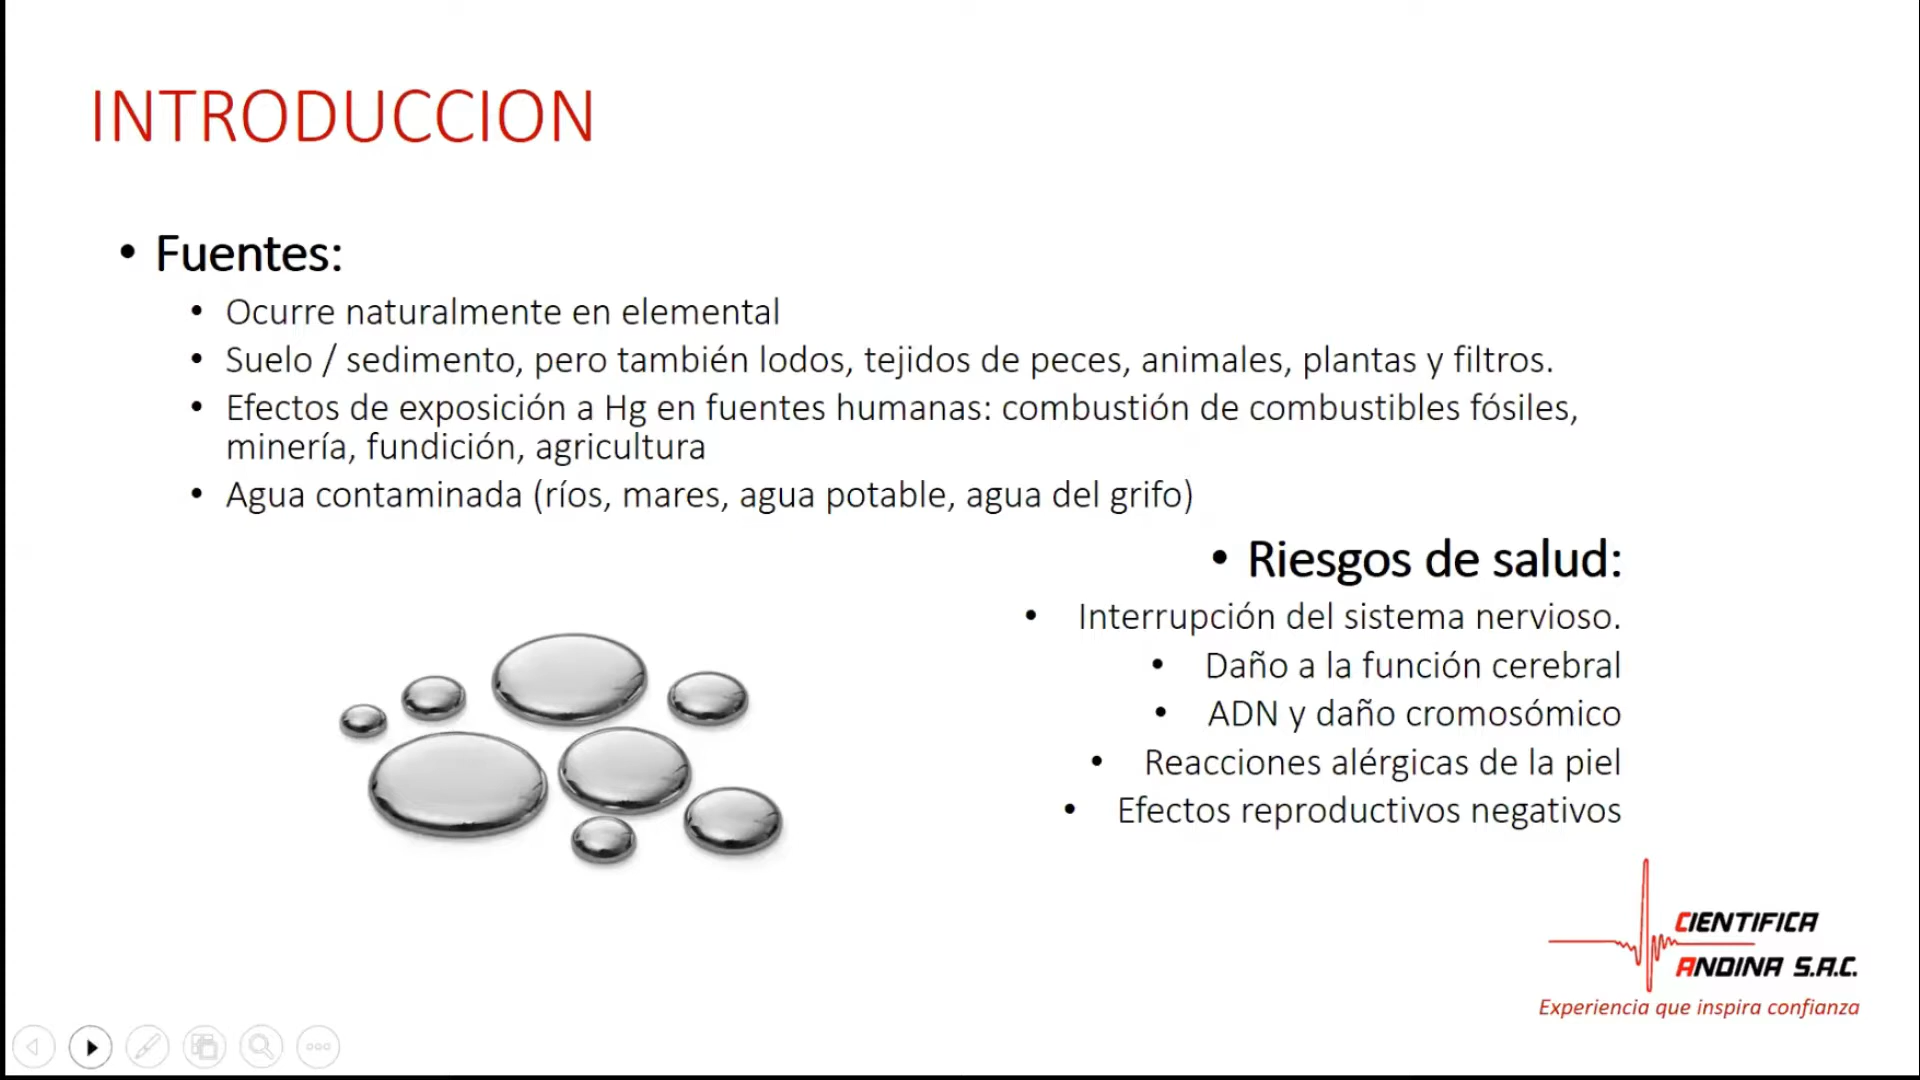 INTRODUCCION
• Fuentes:
• Ocurre naturalmente en elemental
• Suelo / sedimento, pero también lodos, tejidos de peces, animales, plantas y filtros.
• Efectos de exposición a Hg en fuentes humanas: combustión de combustibles fósiles,
minería, fundición, agricultura
• Agua contaminada (ríos, mares, agua potable, agua del grifo)
• Riesgos de salud:
• Interrupción del sistema nervioso.
• Daño a la función cerebral
• ADN y daño cromosómico
• Reacciones alérgicas de la piel
• Efectos reproductivos negativos
CIENTIFICA
ANDINA S.A.C.
Experiencia que inspira confianza